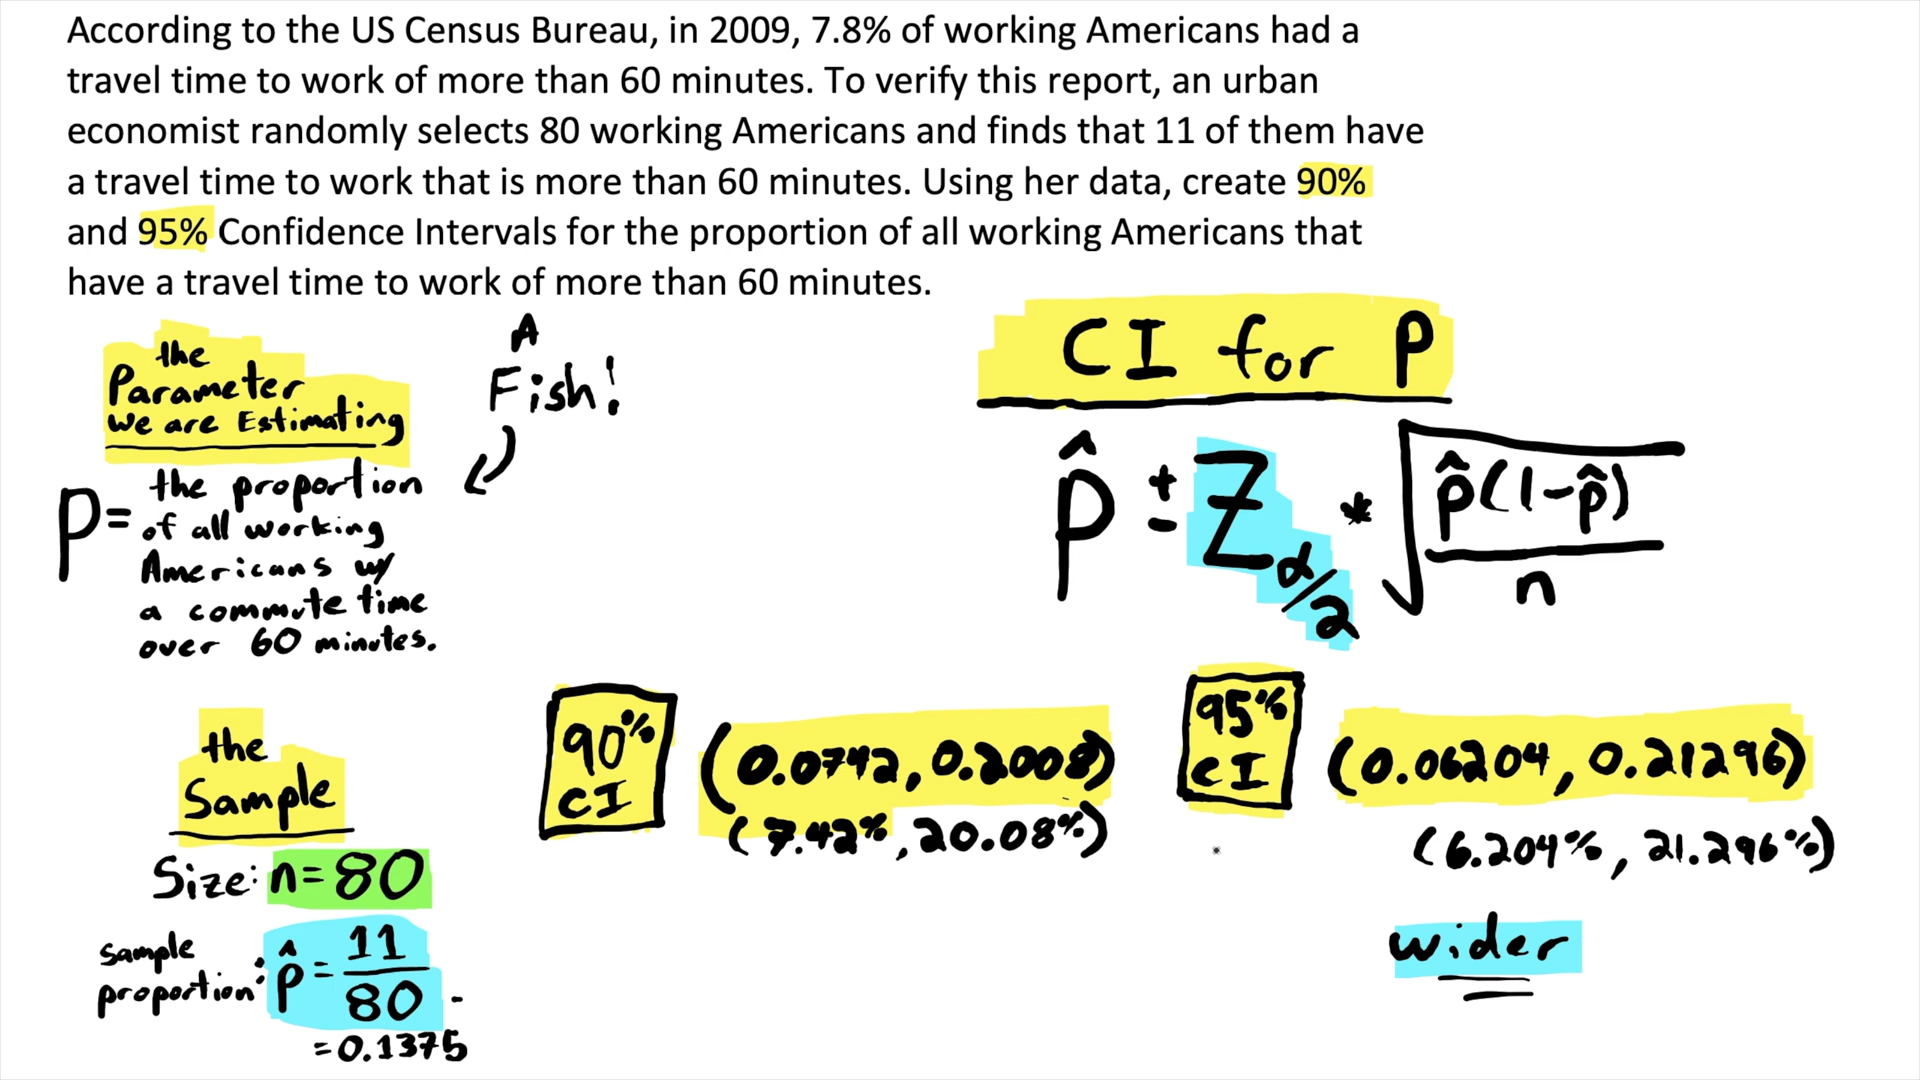 According to the US Census Bureau, in 2009, 7.8% of working Americans had a
travel time to work of more than 60 minutes. To verify this report, an urban
economist randomly selects 80 working Americans and finds that 11 of them have
a travel time to work that is more than 60 minutes. Using her data, create 90%
and 95% Confidence Intervals for the proportion of all working Americans that
have a travel time to work of more than 60 minutes.
the
Parameter
we are Estimating
A
Fish!
P= the proportion
of all working
Americans w/
a commute time
over 60 minutes.
CI for P
p̂ ± Z α/2 * √ p̂(1-p̂)
n
the
Sample
Size: n=80
sample
proportion: p̂ = 11
80
=0.1375
90%
CI
(0.0742, 0.2008)
(7.42%, 20.08%)
95%
CI
(0.06204, 0.21296)
(6.204%, 21.296%)
wider